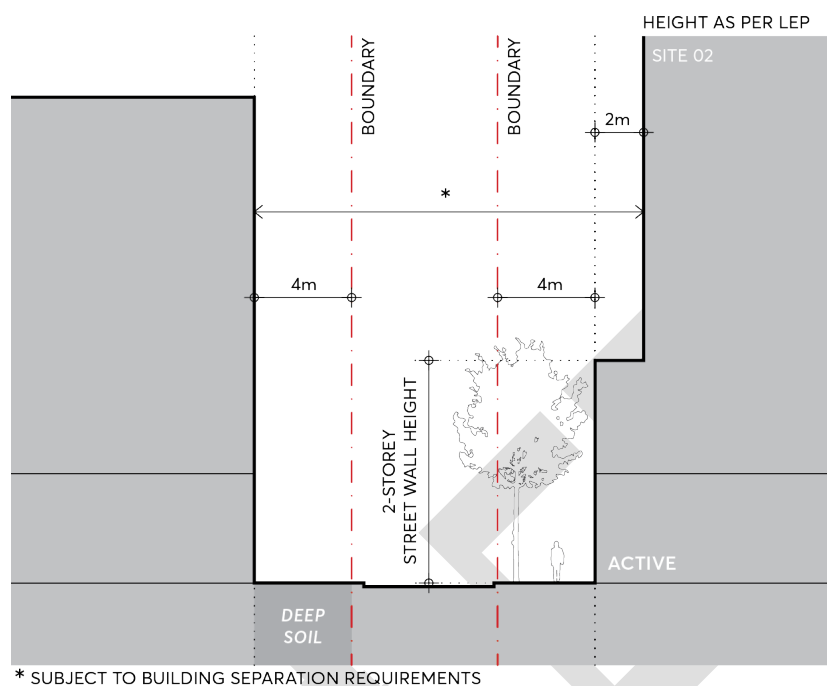 HEIGHT AS PER LEP
SITE 02
BOUNDARY
BOUNDARY
2m
*
4m
4m
2-STOREY
STREET WALL HEIGHT
ACTIVE
DEEP
SOIL
* SUBJECT TO BUILDING SEPARATION REQUIREMENTS